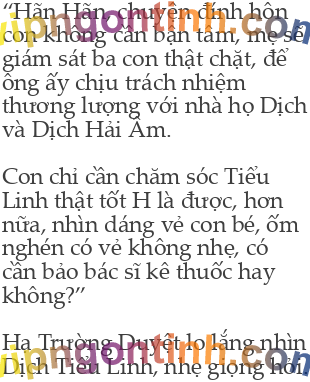 “Hãn Hãn, chuyện đính hôn
con không cần bận tâm, mẹ sẽ
giám sát ba con thật chặt, để
ông ấy chịu trách nhiệm
thương lượng với nhà họ Dịch
và Dịch Hải Âm.
Con chỉ cần chăm sóc Tiểu
Linh thật tốt H là được, hơn
nữa, nhìn dáng vẻ con bé, ốm
nghén có vẻ không nhẹ, có
cần bảo bác sĩ kê thuốc hay
không?”
Hạ Trường Duyệt lo lắng nhìn
Dịch Tiểu Linh, nhẹ giọng hỏi.
vipngontinh.com
vipngontinh.com